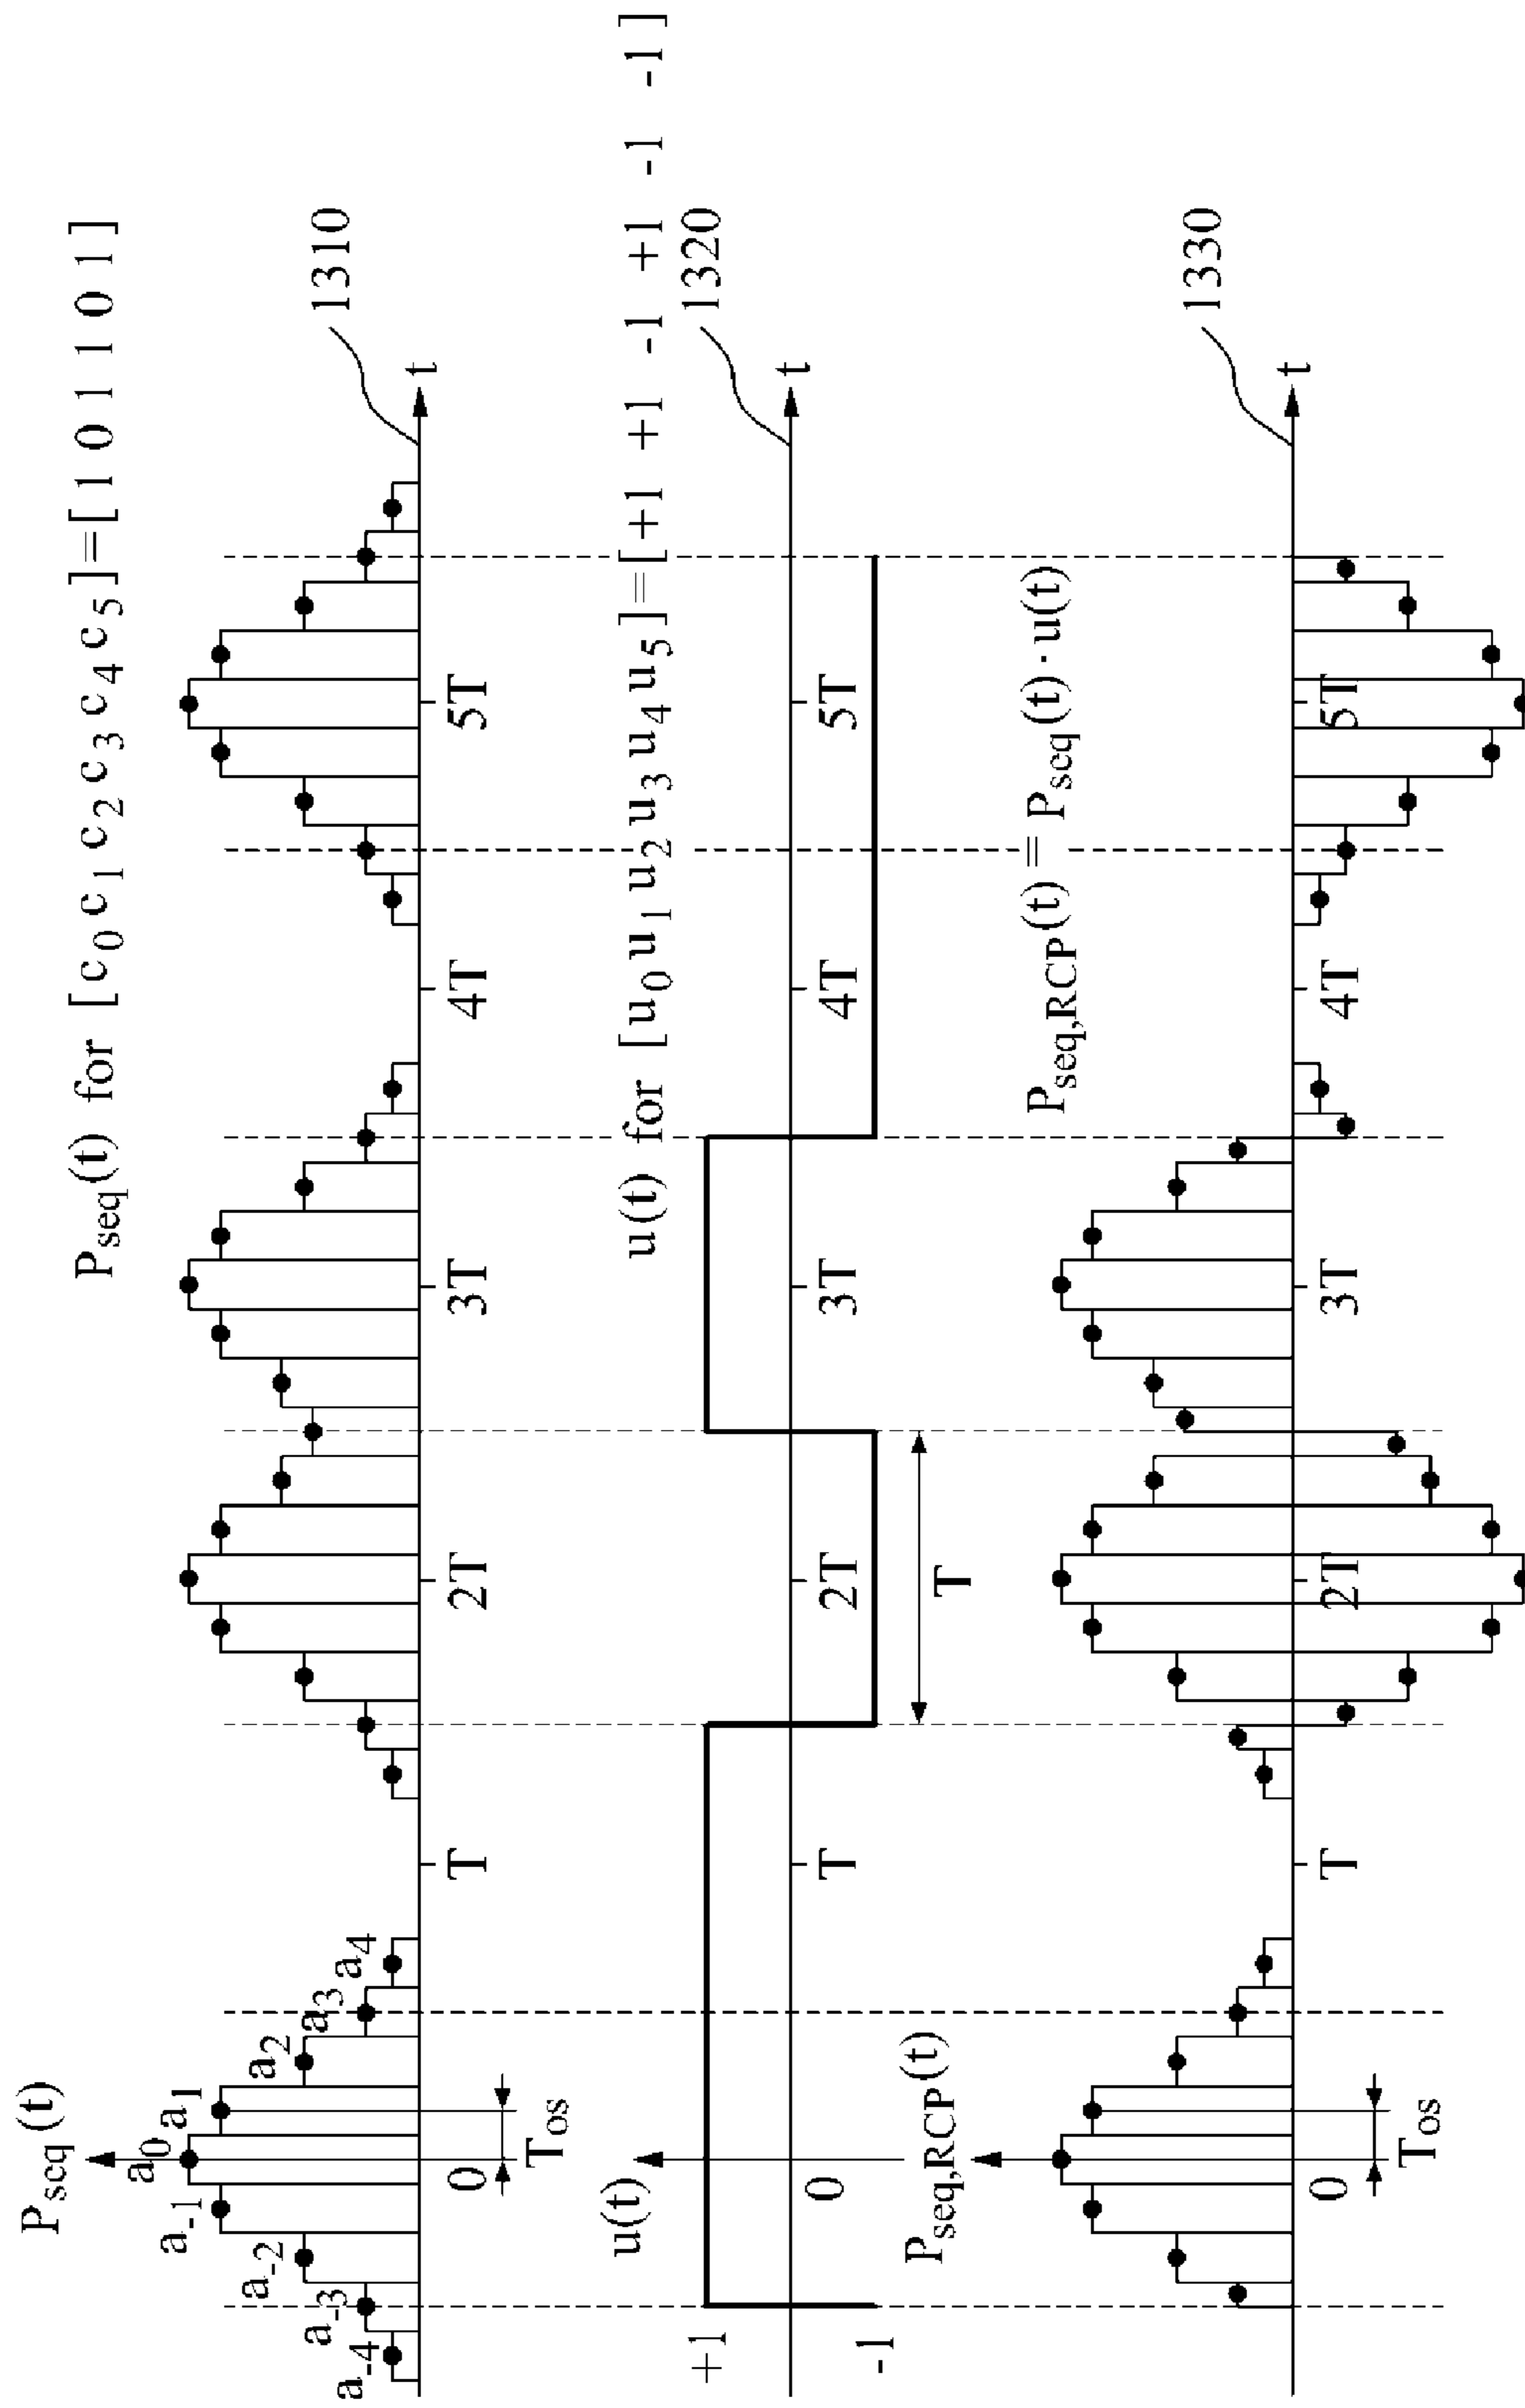 P_seq(t) for [c_0 c_1 c_2 c_3 c_4 c_5]=[1 0 1 1 0 1]
P_seq(t)
a_-4 a_-3 a_-2 a_-1 a_0 a_1 a_2 a_3 a_4
0 T 2T 3T 4T 5T t
T_os
1310
u(t) for [u_0 u_1 u_2 u_3 u_4 u_5]=[+1 +1 -1 +1 -1 -1]
u(t)
+1
-1
0 T 2T 3T 4T 5T t
T
1320
P_seq,RCP(t) = P_seq(t) · u(t)
P_seq,RCP(t)
0 T 2T 3T 4T 5T t
T_os
1330